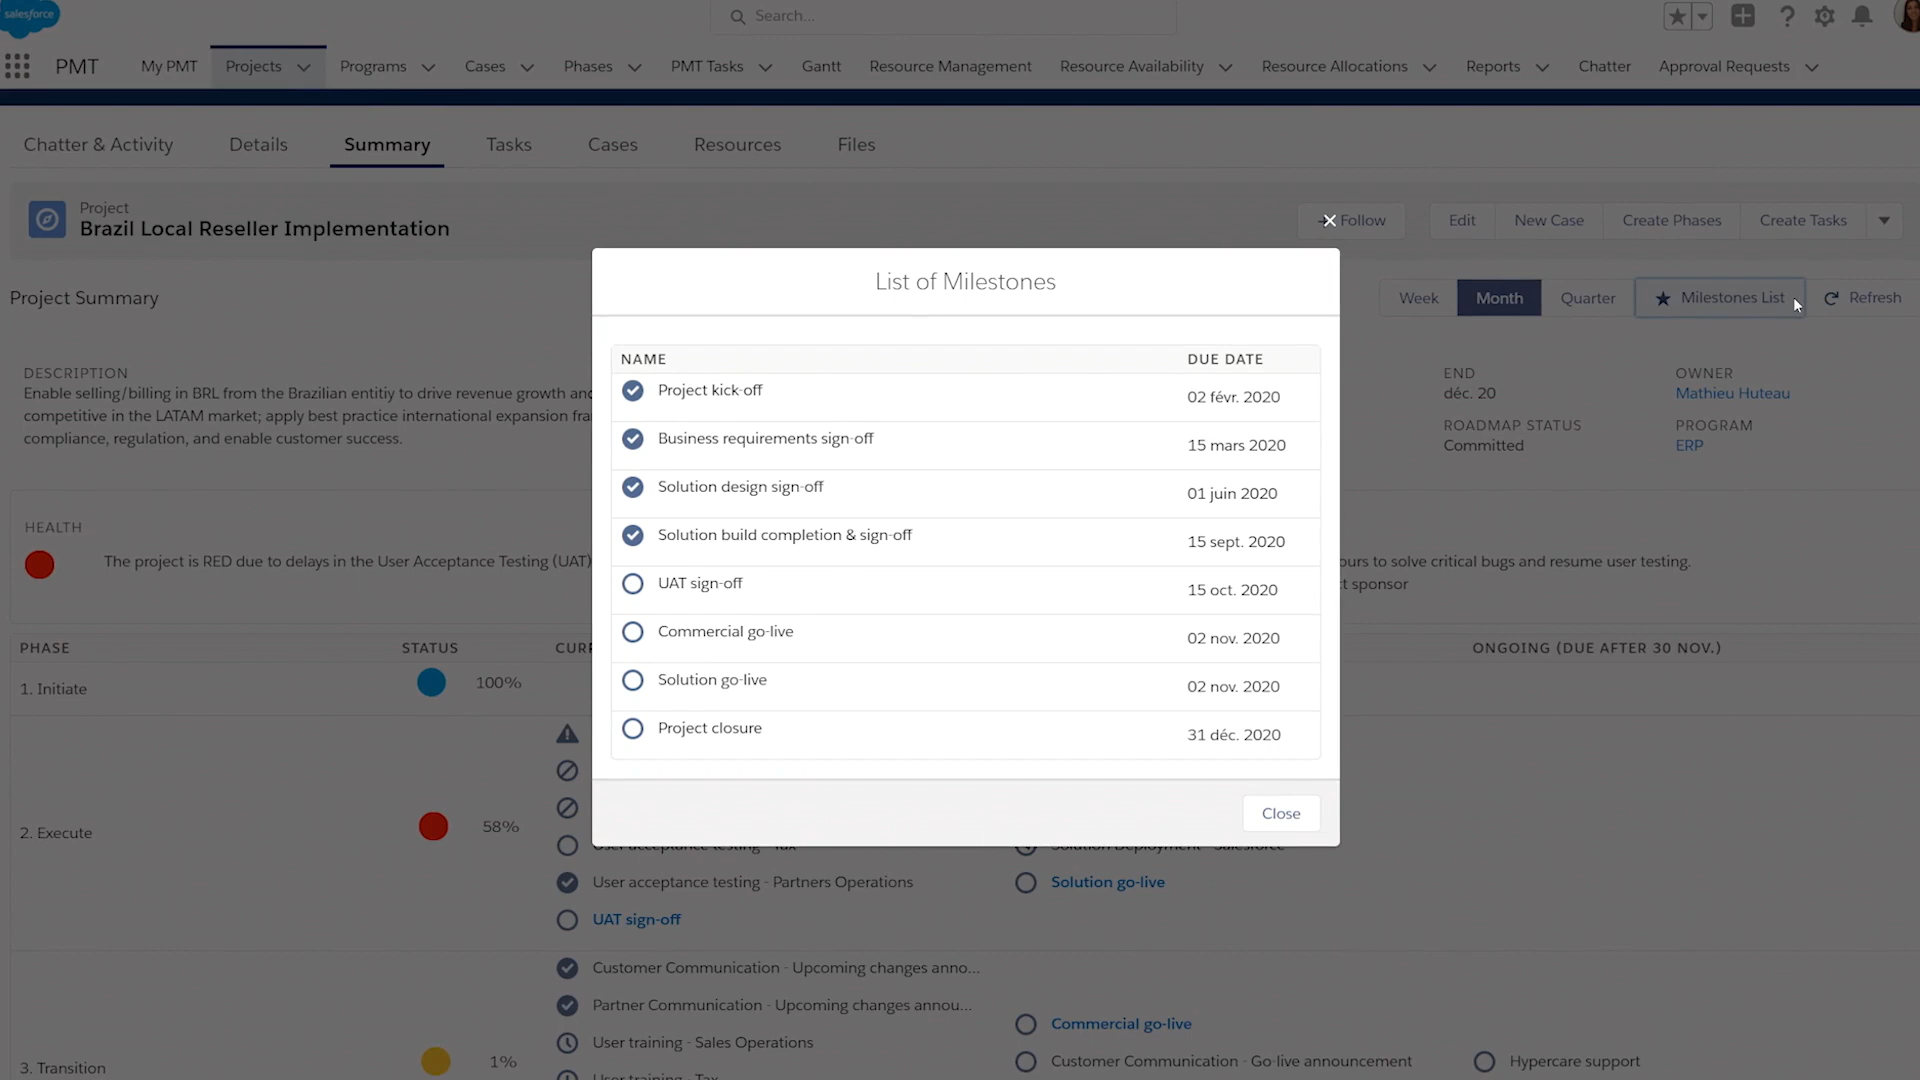 salesforce
Search...
PMT
My PMT
Projects
Programs
Cases
Phases
PMT Tasks
Gantt
Resource Management
Resource Availability
Resource Allocations
Reports
Chatter
Approval Requests
Chatter & Activity
Details
Summary
Tasks
Cases
Resources
Files
Project
Brazil Local Reseller Implementation
Follow
Edit
New Case
Create Phases
Create Tasks
Project Summary
Week
Month
Quarter
Milestones List
Refresh
DESCRIPTION
Enable selling/billing in BRL from the Brazilian entitiy to drive revenue growth
competitive in the LATAM market; apply best practice international expansion
compliance, regulation, and enable customer success.
END
déc. 20
OWNER
Mathieu Huteau
ROADMAP STATUS
Committed
PROGRAM
ERP
HEALTH
The project is RED due to delays in the User Acceptance Testing (UAT)
to solve critical bugs and resume user testing.
sponsor
List of Milestones
NAME DUE DATE
Project kick-off 02 févr. 2020
Business requirements sign-off 15 mars 2020
Solution design sign-off 01 juin 2020
Solution build completion & sign-off 15 sept. 2020
UAT sign-off 15 oct. 2020
Commercial go-live 02 nov. 2020
Solution go-live 02 nov. 2020
Project closure 31 déc. 2020
Close
PHASE STATUS ONGOING (DUE AFTER 30 NOV.)
1. Initiate 100%
2. Execute 58%
User acceptance testing - Partners Operations
Solution go-live
UAT sign-off
3. Transition 1%
Customer Communication - Upcoming changes anno...
Partner Communication - Upcoming changes annou...
User training - Sales Operations
User training - Tax
Commercial go-live
Customer Communication - Go-live announcement
Hypercare support